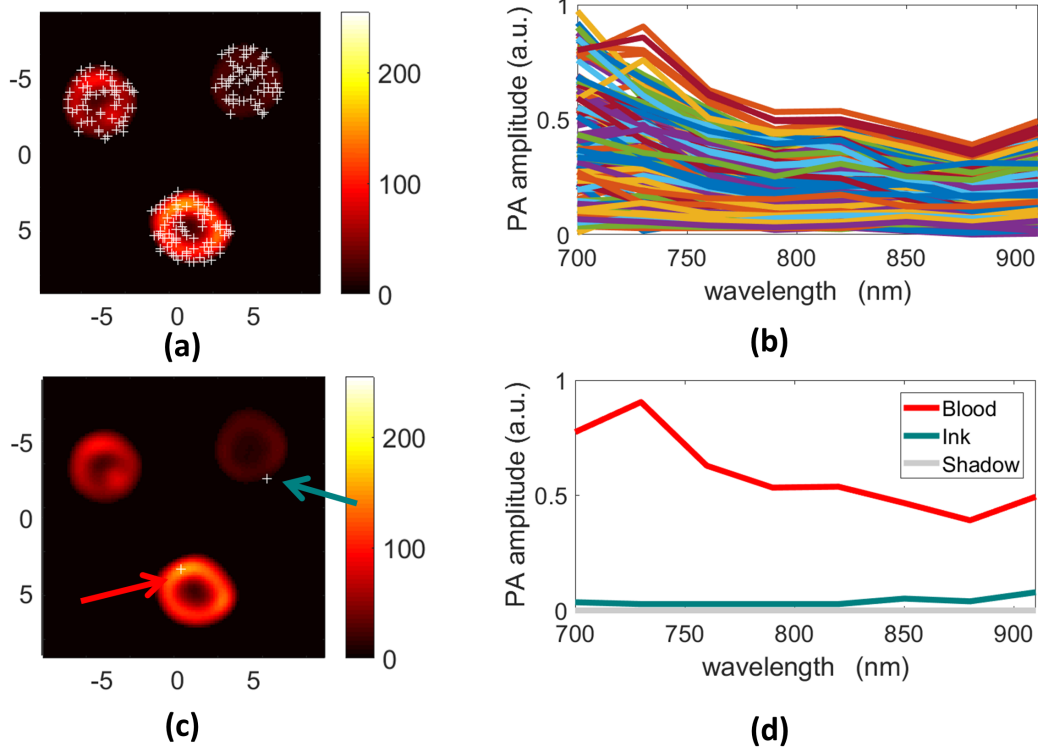 -5
0
5
-5 0 5
200
100
0
(a)
PA amplitude (a.u.)
1
0.5
0
700 750 800 850 900
wavelength (nm)
(b)
-5
0
5
-5 0 5
200
100
0
(c)
PA amplitude (a.u.)
1
0.5
0
700 750 800 850 900
wavelength (nm)
Blood
Ink
Shadow
(d)